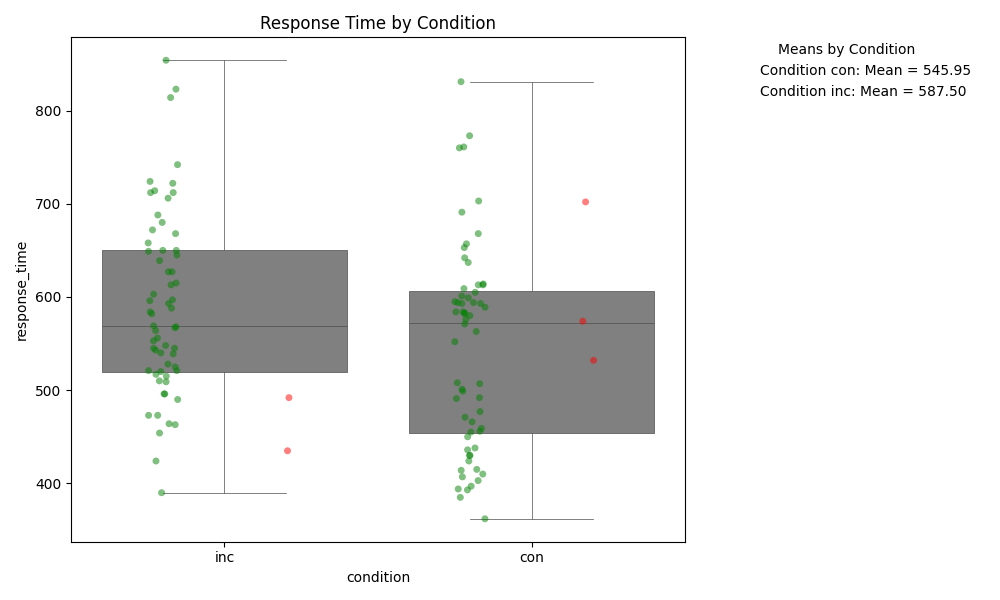 Response Time by Condition
Means by Condition
Condition con: Mean = 545.95
Condition inc: Mean = 587.50
800
700
600
500
400
response_time
inc
con
condition